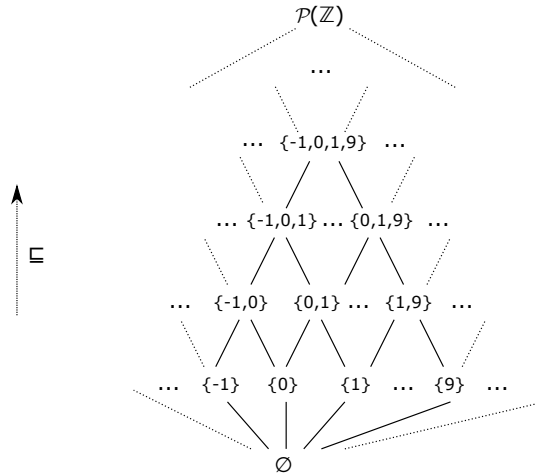 𝒫(ℤ)
...
... {-1,0,1,9} ...
... {-1,0,1} ... {0,1,9} ...
⊑
... {-1,0} {0,1} ... {1,9} ...
... {-1} {0} {1} ... {9} ...
∅